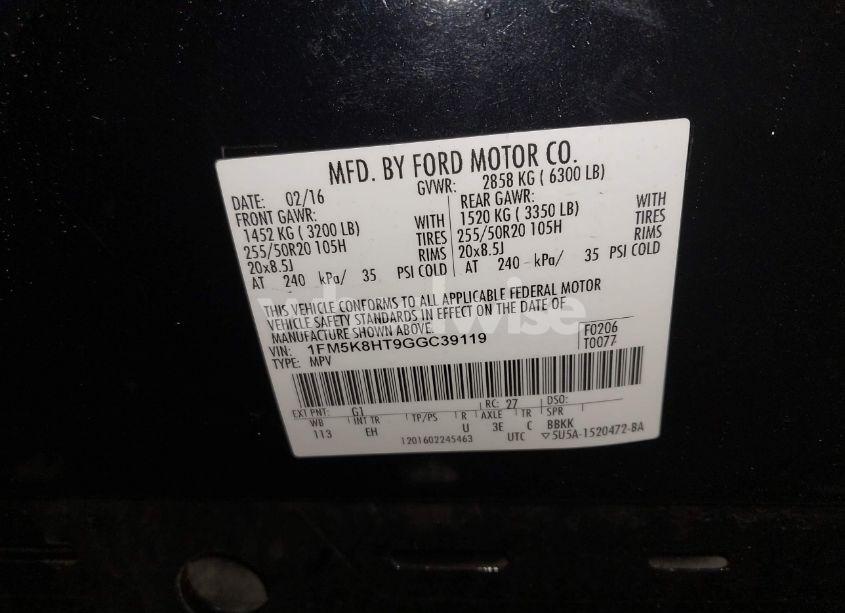 MFD. BY FORD MOTOR CO.
DATE: 02/16 GVWR: 2858 KG ( 6300 LB)
FRONT GAWR: REAR GAWR:
1452 KG ( 3200 LB) WITH 1520 KG ( 3350 LB) WITH
255/50R20 105H TIRES 255/50R20 105H TIRES
20x8.5J RIMS 20x8.5J RIMS
AT 240 kPa/ 35 PSI COLD AT 240 kPa/ 35 PSI COLD
THIS VEHICLE CONFORMS TO ALL APPLICABLE FEDERAL MOTOR
VEHICLE SAFETY STANDARDS IN EFFECT ON THE DATE OF
MANUFACTURE SHOWN ABOVE.
VIN: 1FM5K8HT9GGC39119 F0206
TYPE: MPV T0077
EXT PNT: G1 RC: 27 DSO:
WB INT TR TP/PS R AXLE TR SPR
113 EH U 3E C BBKK
1201602245463 UTC ▽5U5A-1520472-BA